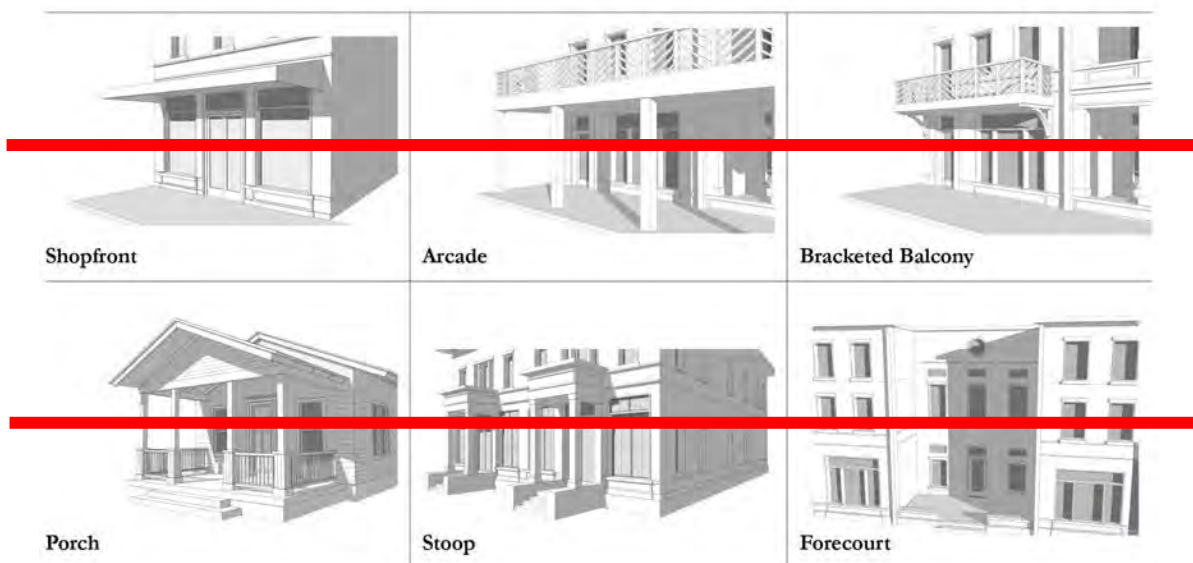 Shopfront
Arcade
Bracketed Balcony
Porch
Stoop
Forecourt